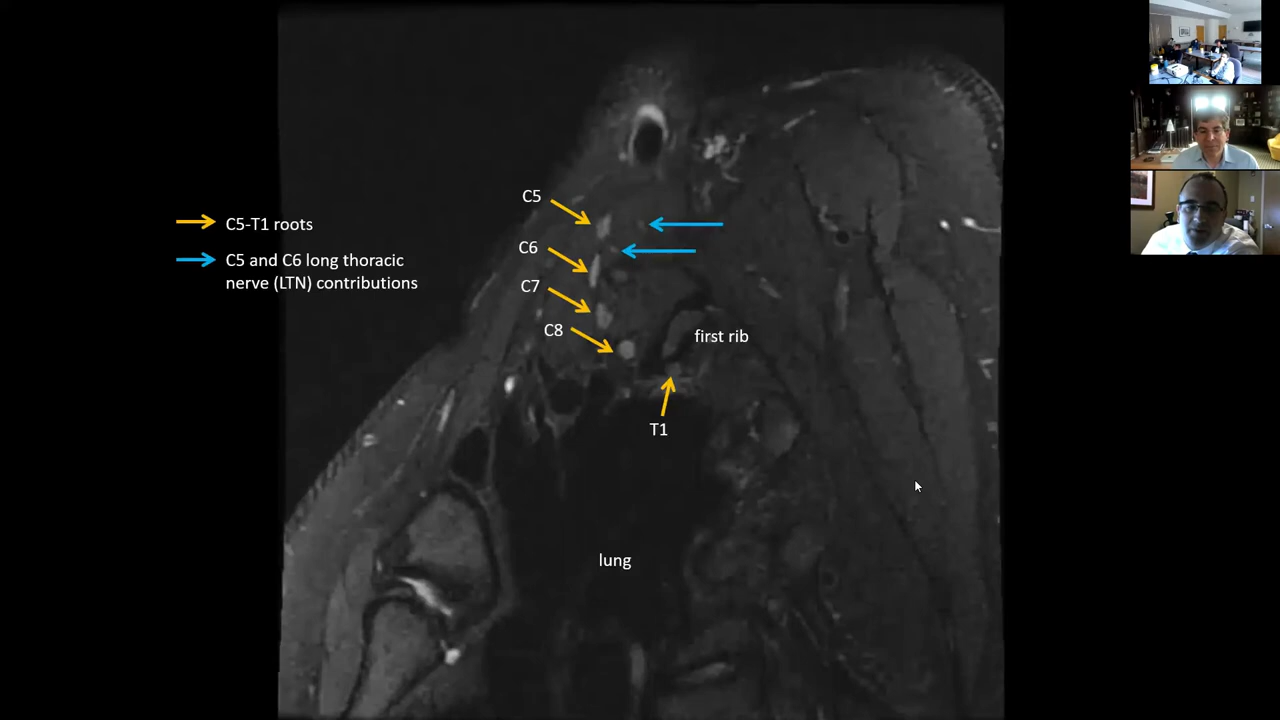 C5
C5-T1 roots
C6
C5 and C6 long thoracic
nerve (LTN) contributions
C7
C8
first rib
T1
lung